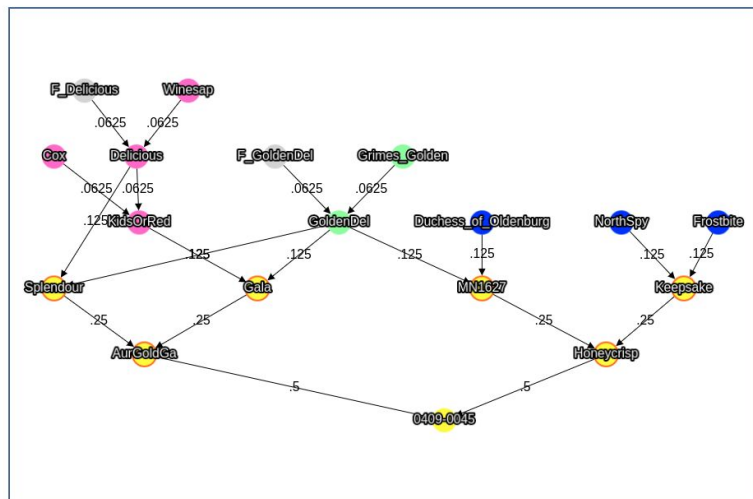 F_Delicious Winesap
.0625 .0625
Cox Delicious F_GoldenDel Grimes_Golden
.0625 .0625 .0625 .0625
.125 KidsOrRed GoldenDel Duchess_of_Oldenburg NorthSpy Frostbite
.125 .125 .125 .125 .125 .125
Splendour Gala MN1627 Keepsake
.25 .25 .25 .25
AurGoldGa Honeycrisp
.5 .5
0409-0045